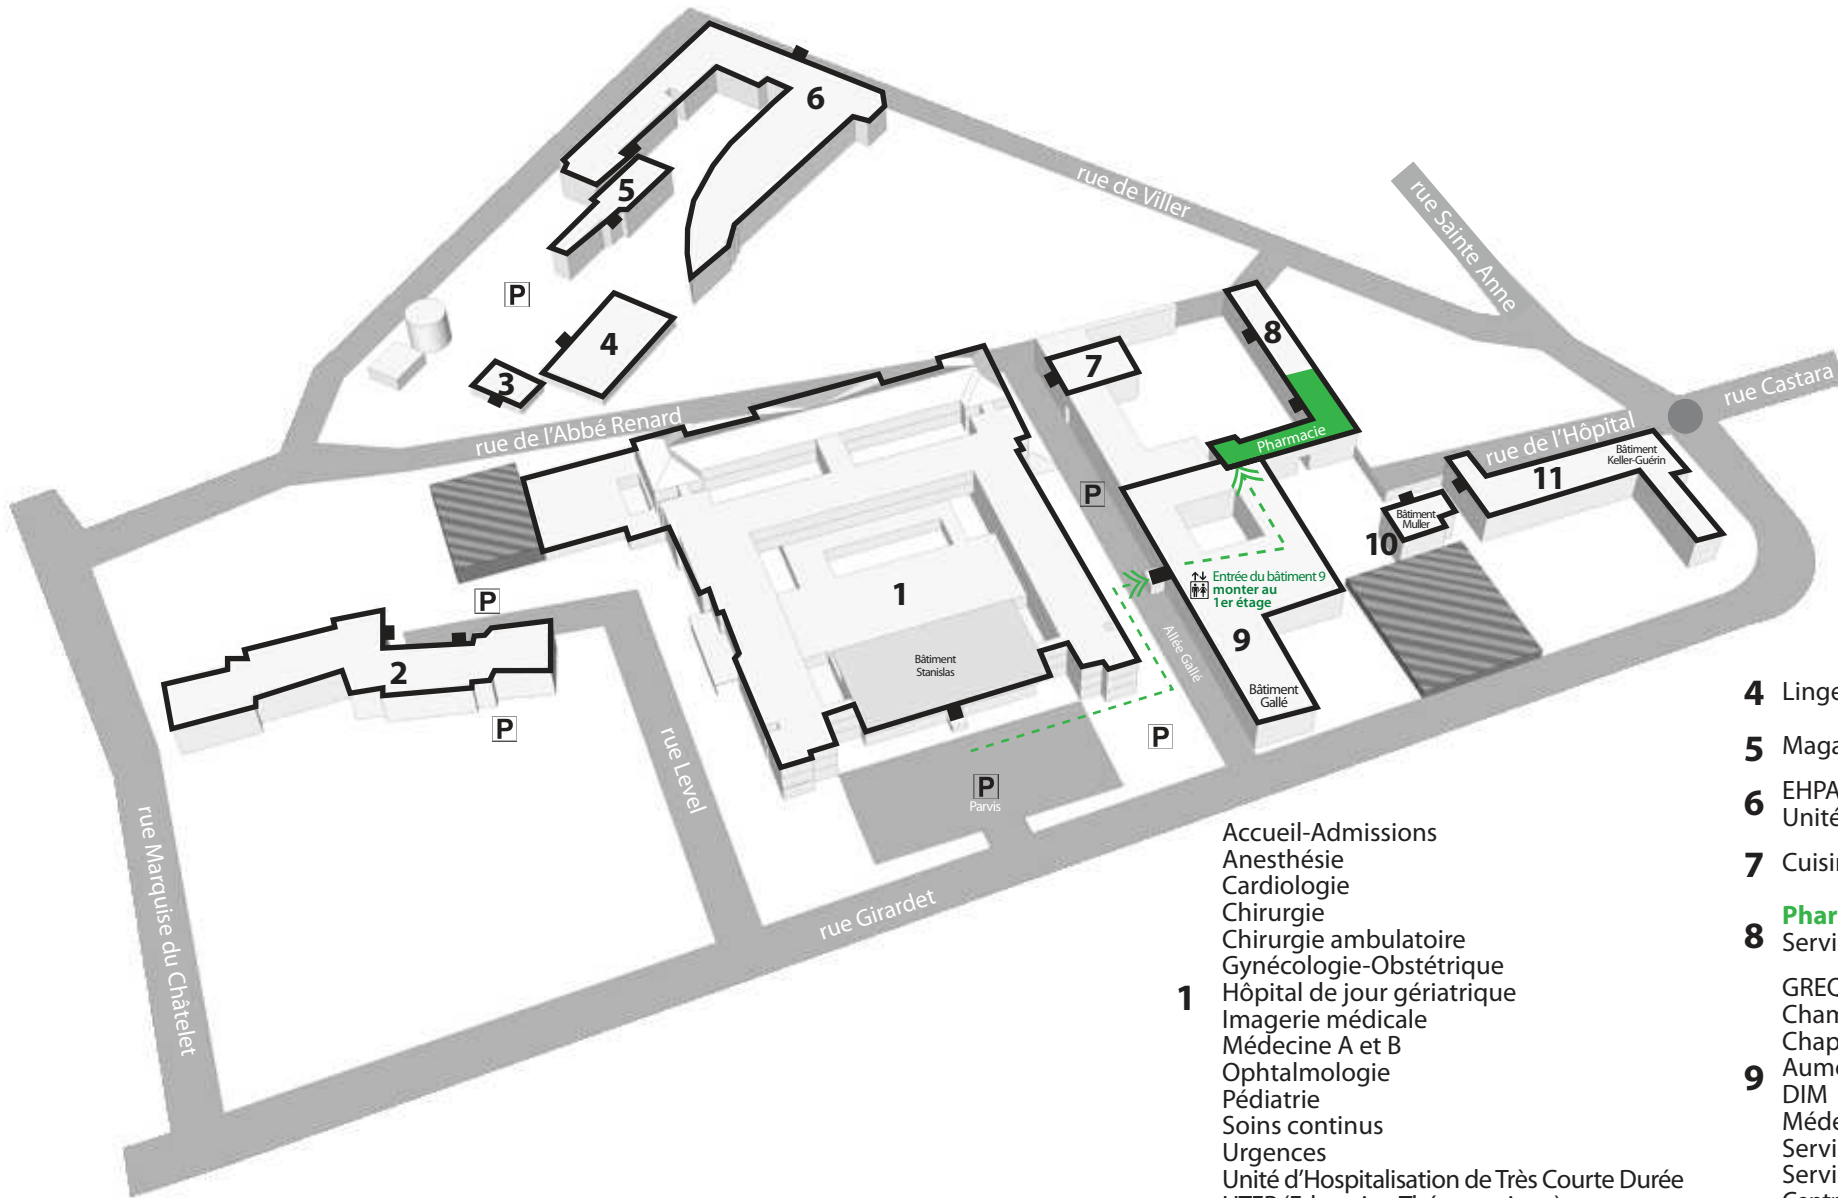 6
rue de Viller
rue Sainte Anne
5
P
4
3
8
7
rue Castara
rue de l'Abbé Renard
Pharmacie
rue de l'Hôpital
Bâtiment
Keller-Guérin
11
P
Bâtiment
Muller
10
1
Entrée du bâtiment 9
monter au
1er étage
P
2
Bâtiment
Stanislas
Allée Gallé
9
Bâtiment
Gallé
P
P
P
Parvis
rue Level
rue Marquise du Châtelet
rue Girardet
1
Accueil-Admissions
Anesthésie
Cardiologie
Chirurgie
Chirurgie ambulatoire
Gynécologie-Obstétrique
Hôpital de jour gériatrique
Imagerie médicale
Médecine A et B
Ophtalmologie
Pédiatrie
Soins continus
Urgences
Unité d'Hospitalisation de Très Courte Durée
4
5
6
7
8
9
DIM